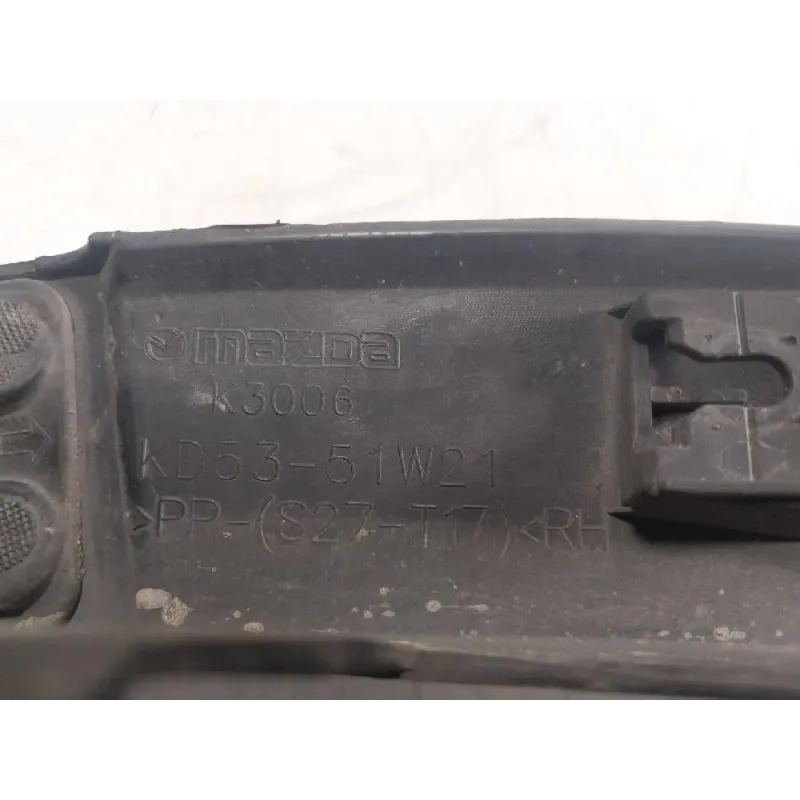 mazda
K3006
KD53-51W21
>PP-(S27-T17)<RH